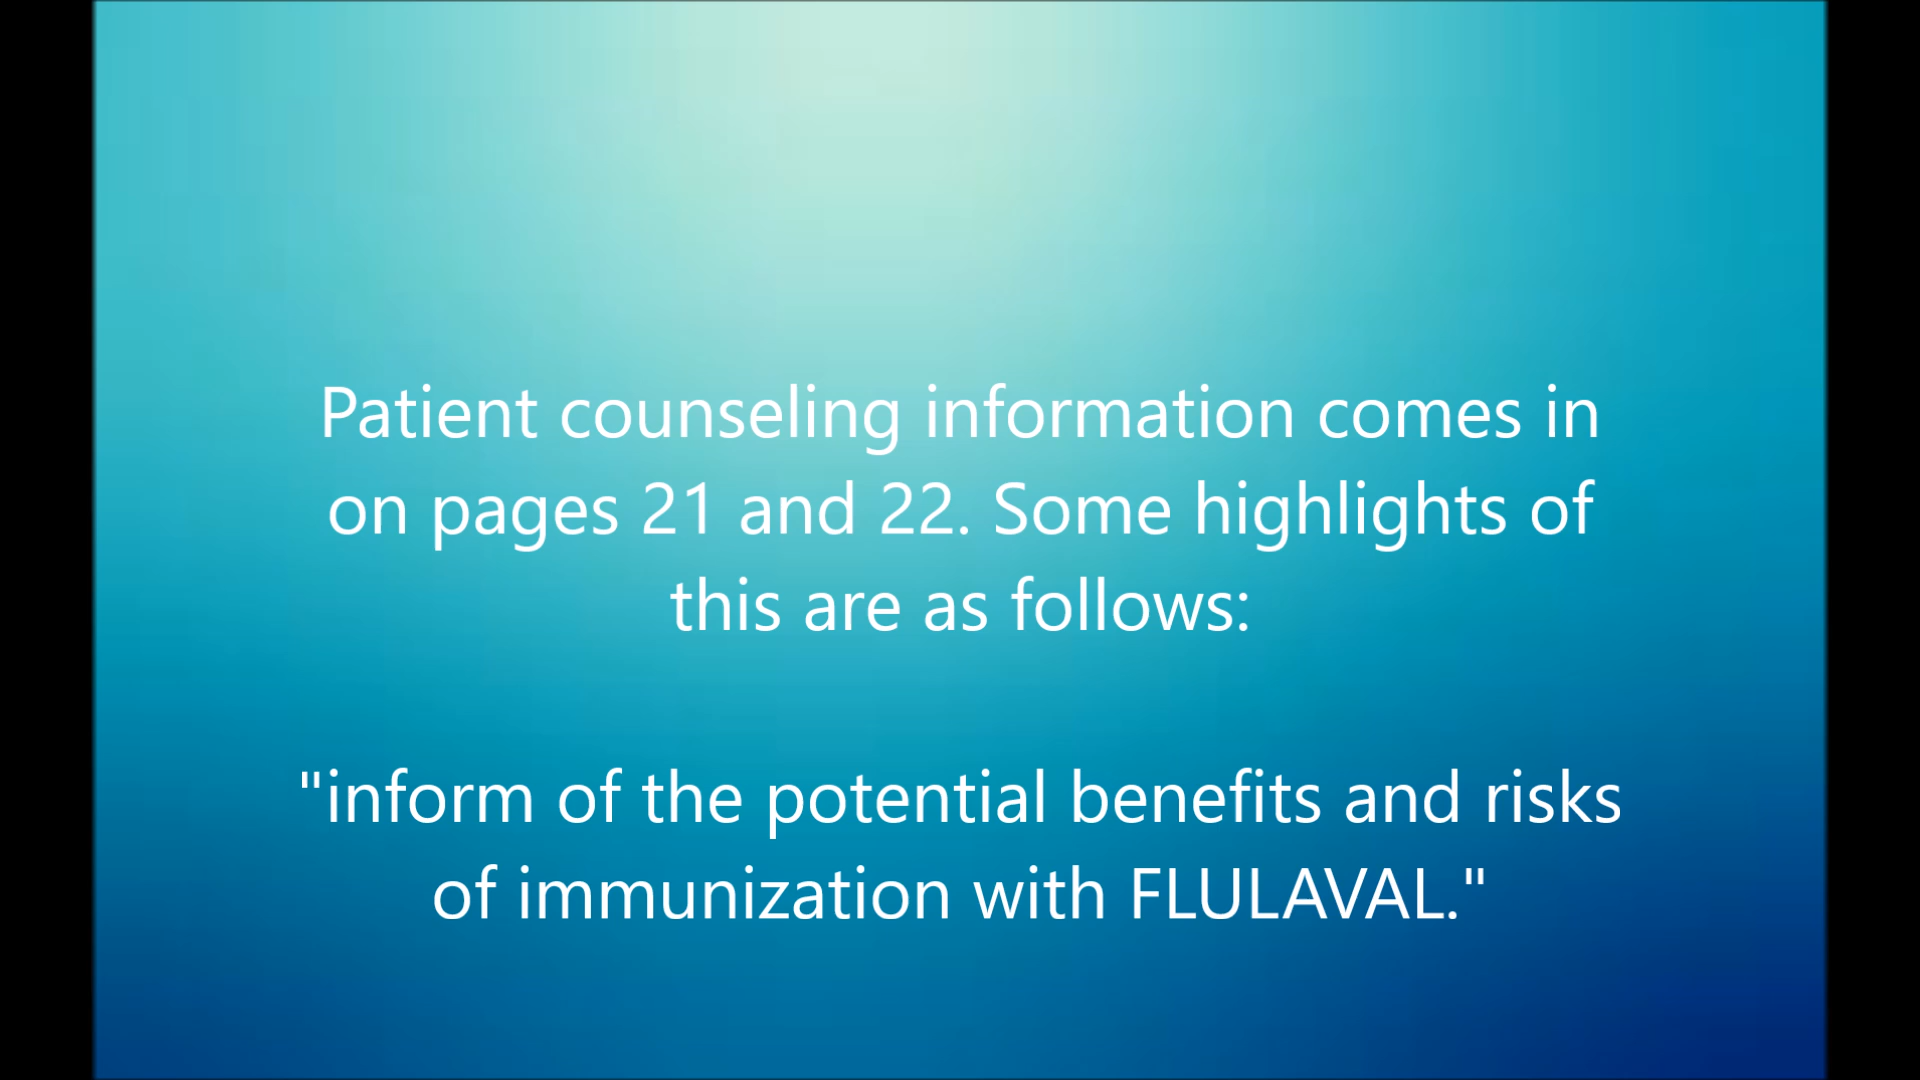 Patient counseling information comes in
on pages 21 and 22. Some highlights of
this are as follows:
"inform of the potential benefits and risks
of immunization with FLULAVAL."